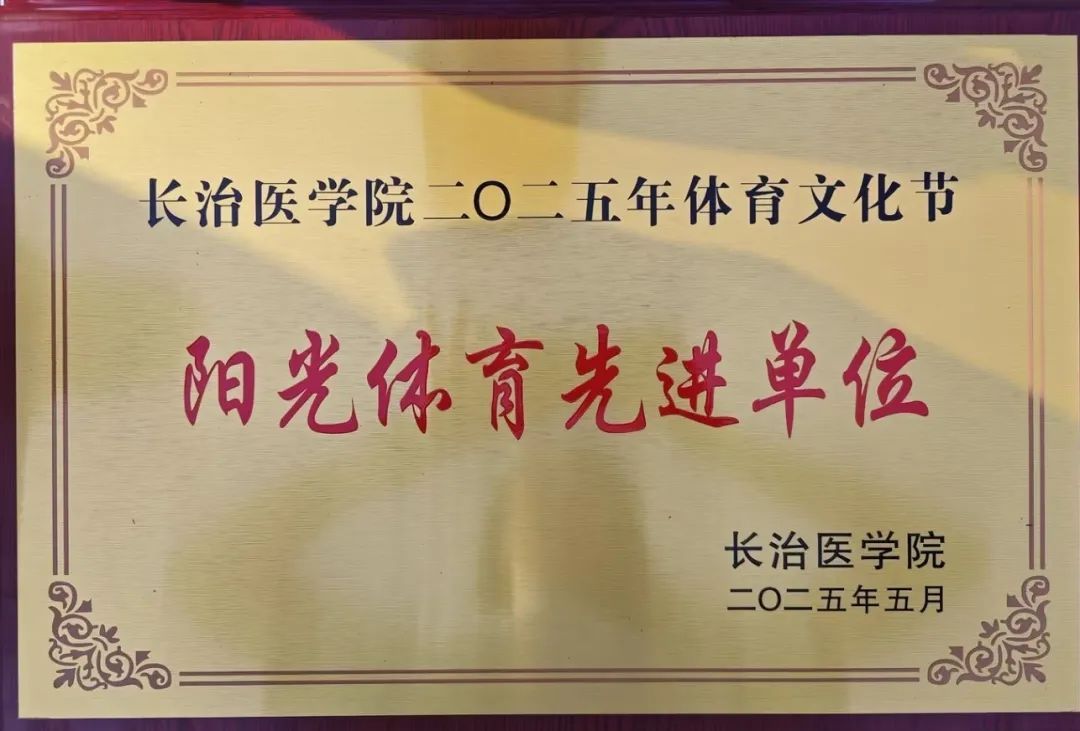 长治医学院二〇二五年体育文化节
阳光体育先进单位
长治医学院
二〇二五年五月